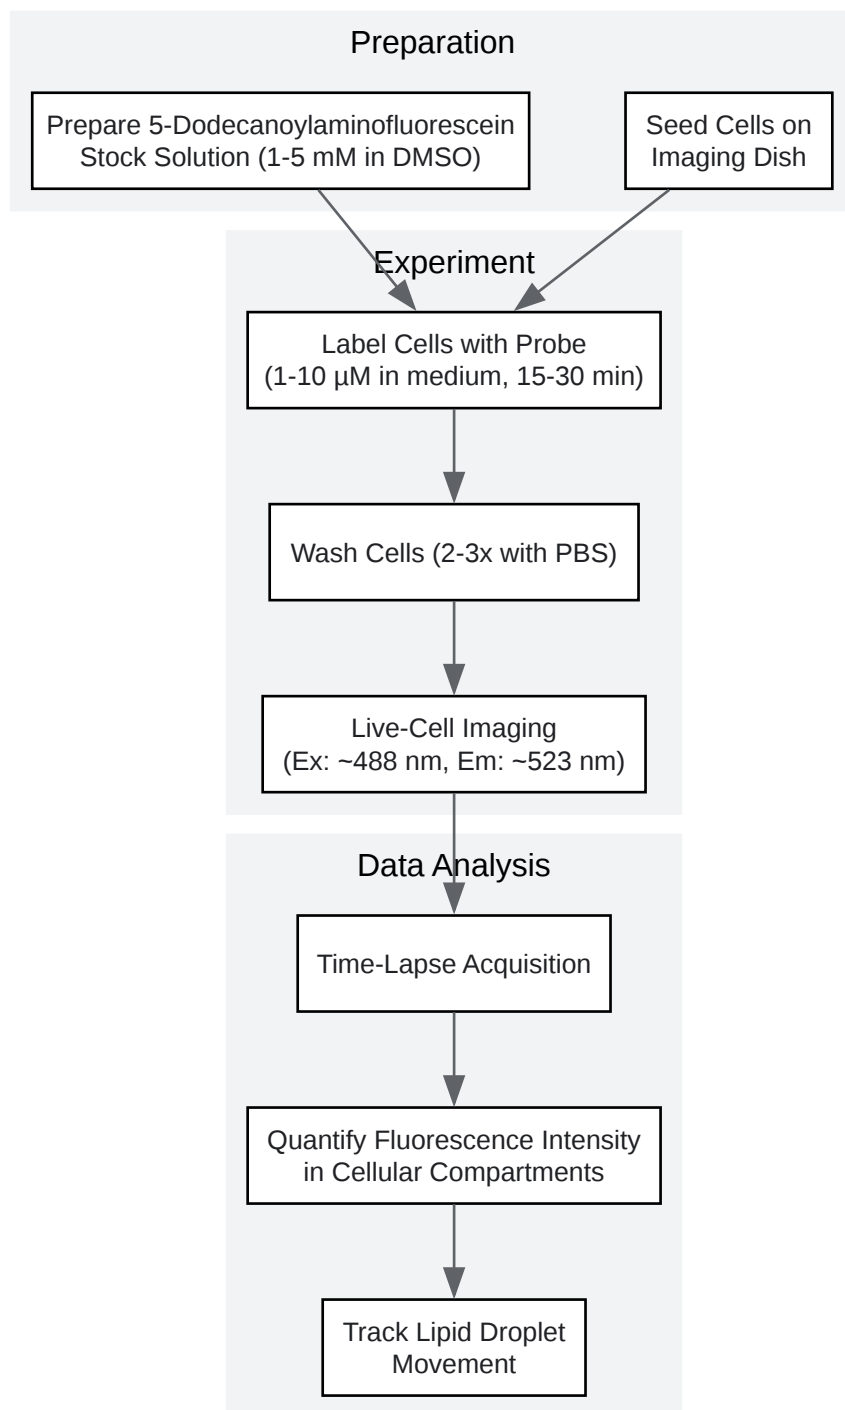 Preparation
Prepare 5-Dodecanoylaminofluorescein
Stock Solution (1-5 mM in DMSO)
Seed Cells on
Imaging Dish
Experiment
Label Cells with Probe
(1-10 µM in medium, 15-30 min)
Wash Cells (2-3x with PBS)
Live-Cell Imaging
(Ex: ~488 nm, Em: ~523 nm)
Data Analysis
Time-Lapse Acquisition
Quantify Fluorescence Intensity
in Cellular Compartments
Track Lipid Droplet
Movement